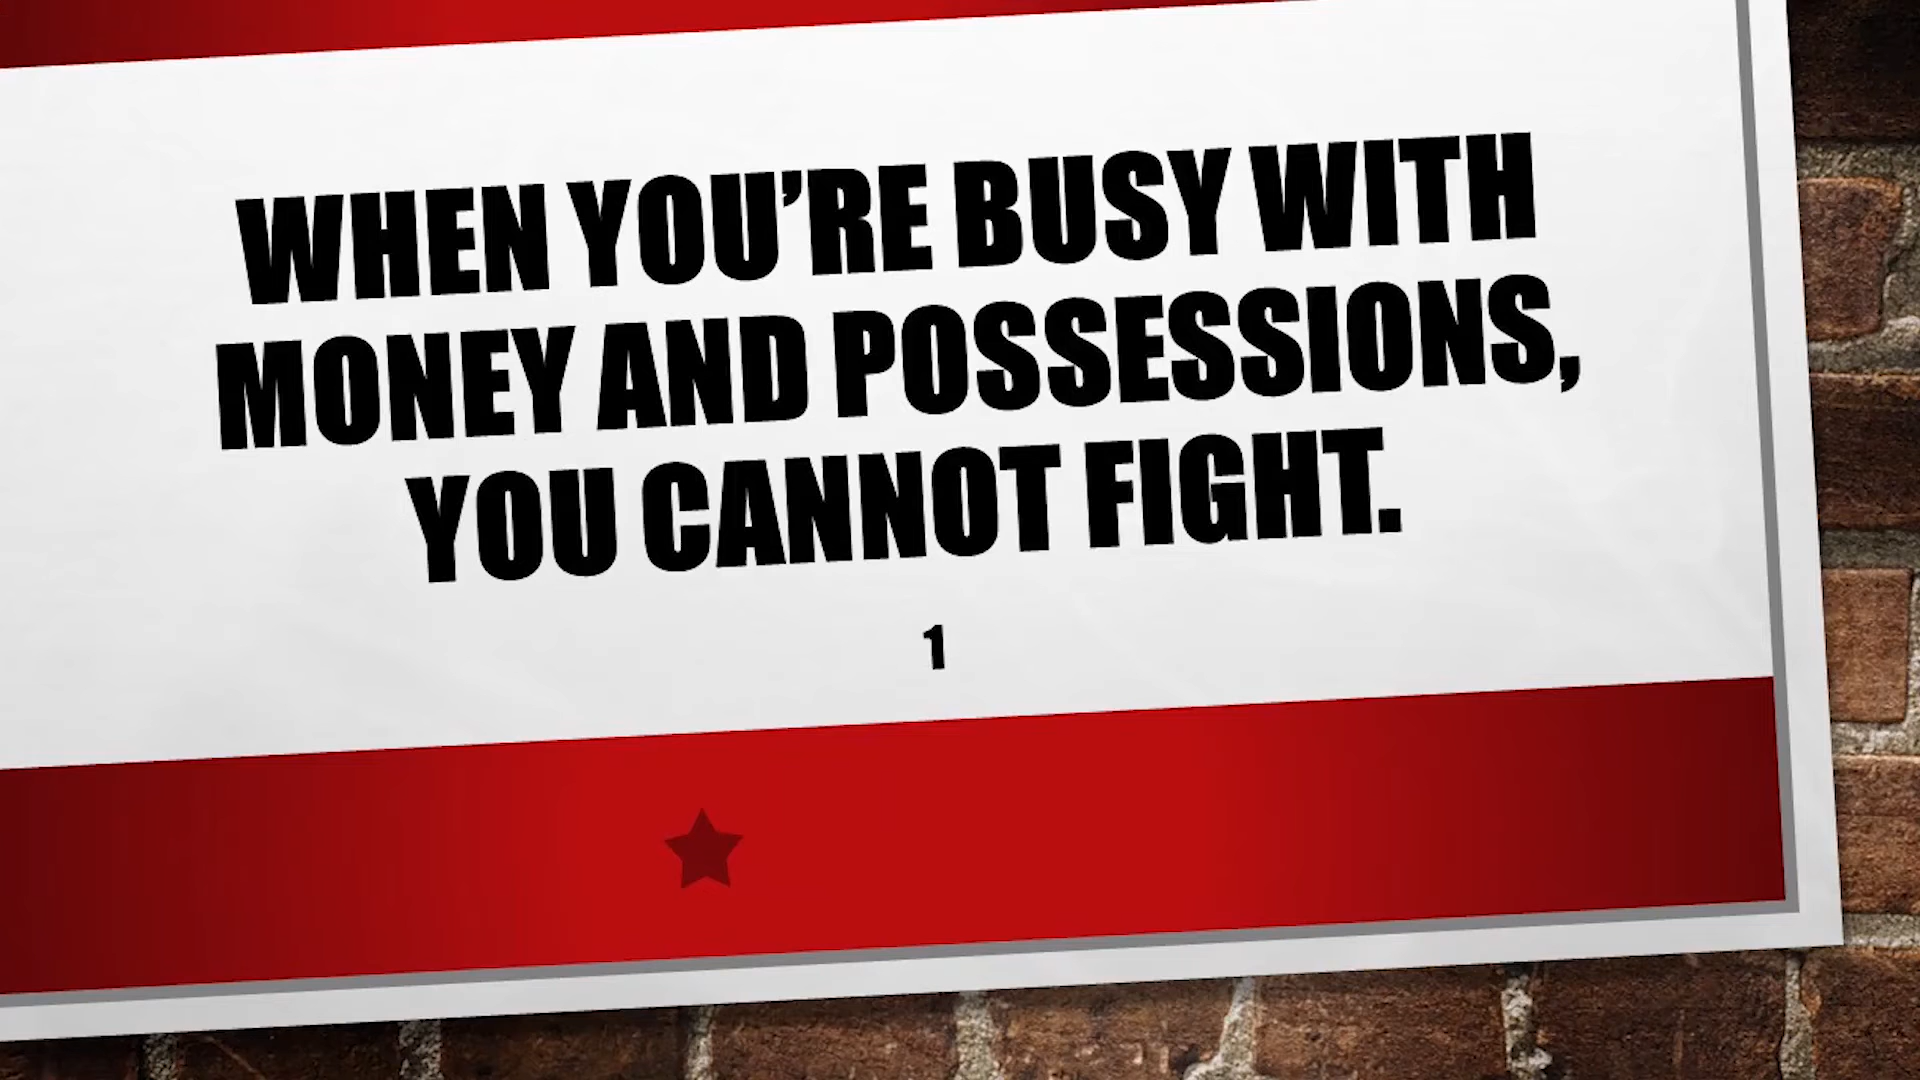 WHEN YOU’RE BUSY WITH
MONEY AND POSSESSIONS,
YOU CANNOT FIGHT.
1